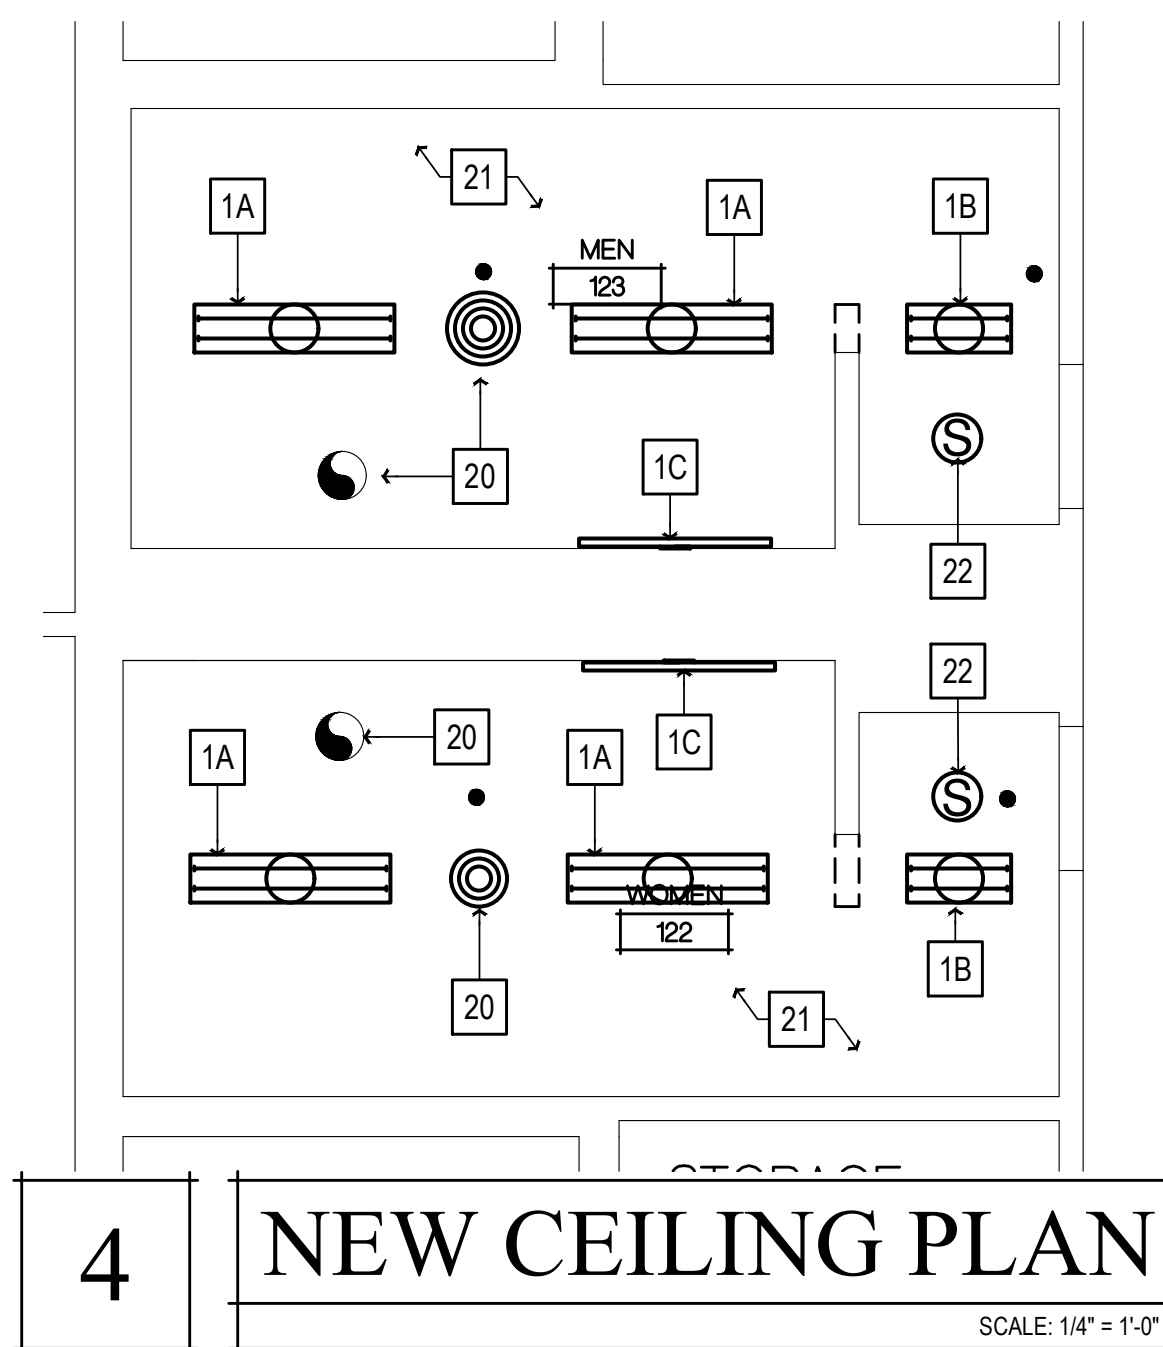 21
1A
1A
1B
MEN
123
20
1C
22
22
20
1C
1A
1A
WOMEN
122
1B
20
21
S
S
STORAGE
4
NEW CEILING PLAN
SCALE: 1/4" = 1'-0"